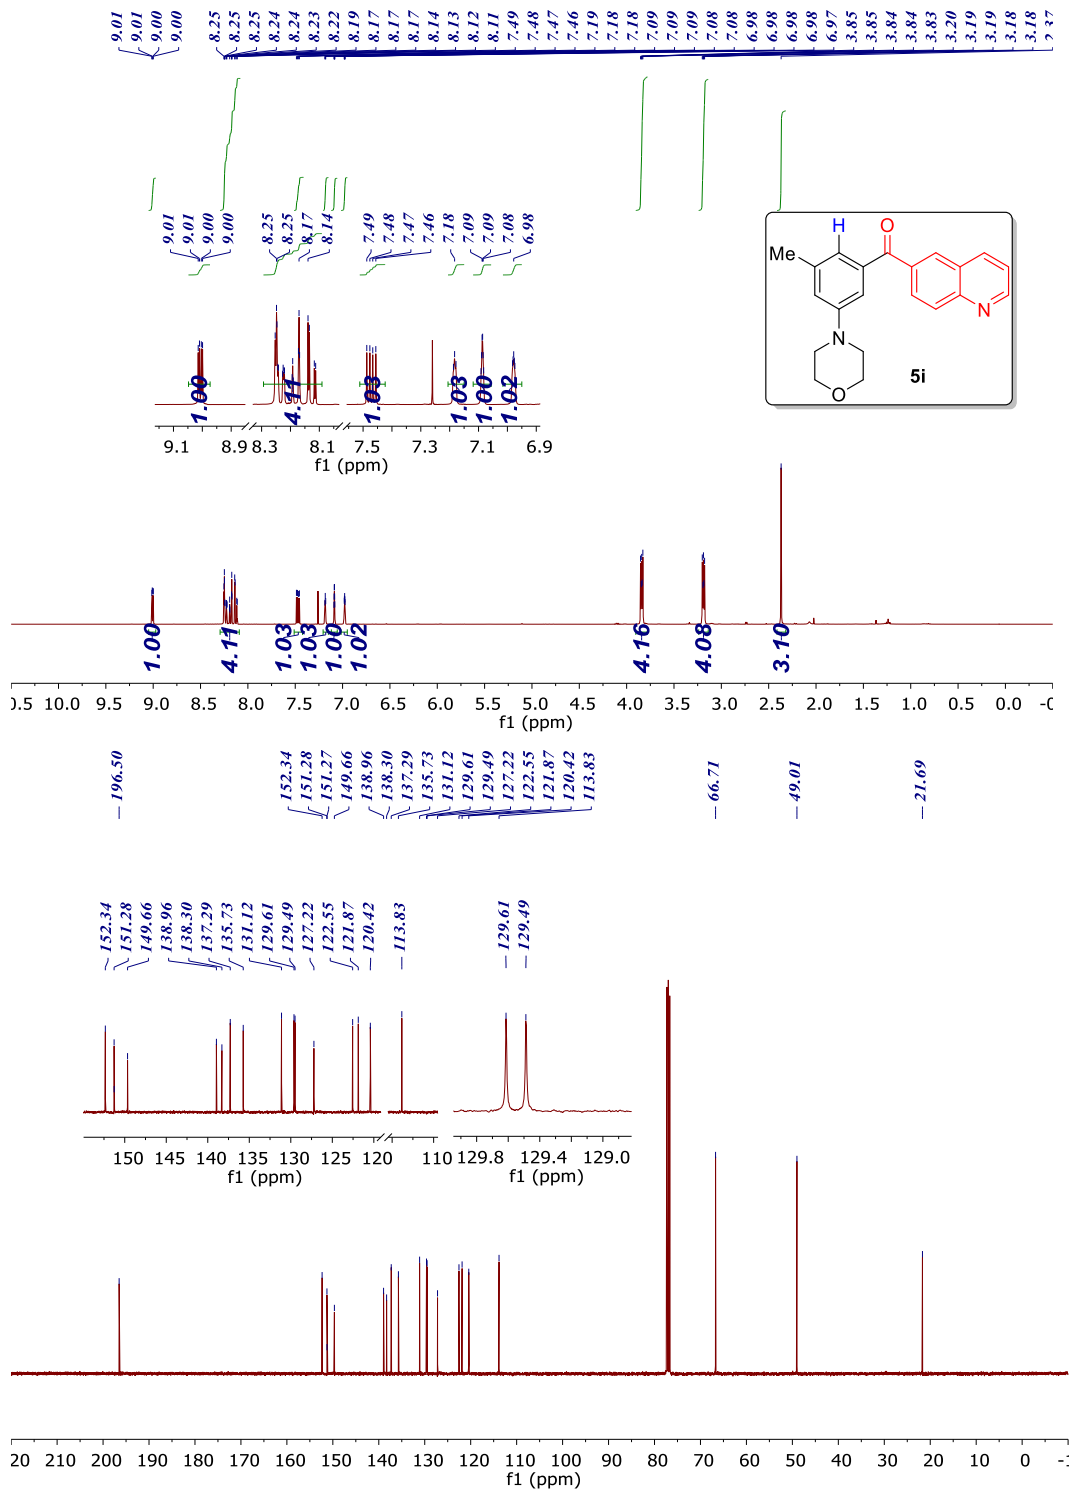 9.01 9.01 9.00 9.00 8.25 8.25 8.25 8.24 8.24 8.23 8.22 8.19 8.17 8.17 8.17 8.14 8.13 8.12 8.11 7.49 7.48 7.47 7.46 7.19 7.18 7.18 7.09 7.09 7.09 7.08 7.08 6.98 6.98 6.98 6.97 3.85 3.85 3.84 3.84 3.83 3.20 3.19 3.19 3.18 3.18 2.37
9.01 9.01 9.00 9.00 8.25 8.25 8.17 8.14 7.49 7.48 7.47 7.46 7.18 7.09 7.09 7.08 6.98
H O
Me
N
N
O
5i
1.00 4.11 1.03 1.03 1.00 1.02
9.1 8.9 8.3 8.1 7.5 7.3 7.1 6.9
f1 (ppm)
1.00 4.11 1.03 1.03 1.00 1.02 4.16 4.08 3.10
0.5 10.0 9.0 8.5 8.0 7.5 7.0 6.5 6.0 5.5 5.0 4.5 4.0 3.5 3.0 2.5 2.0 1.5 1.0 0.0 -0
f1 (ppm)
196.50 152.34 151.28 151.27 149.66 138.96 138.30 137.29 135.73 131.12 129.61 129.49 127.22 122.55 121.87 120.42 113.83 66.71 49.01 21.69
152.34 151.28 149.66 138.96 138.30 137.29 135.73 131.12 129.61 129.49 127.22 122.55 121.87 120.42 113.83 129.61 129.49
150 145 140 135 130 125 120 110 129.8 129.4 129.0
f1 (ppm) f1 (ppm)
20 210 200 190 180 170 160 150 140 130 120 110 100 90 80 70 60 50 40 30 20 10 0 -1
f1 (ppm)